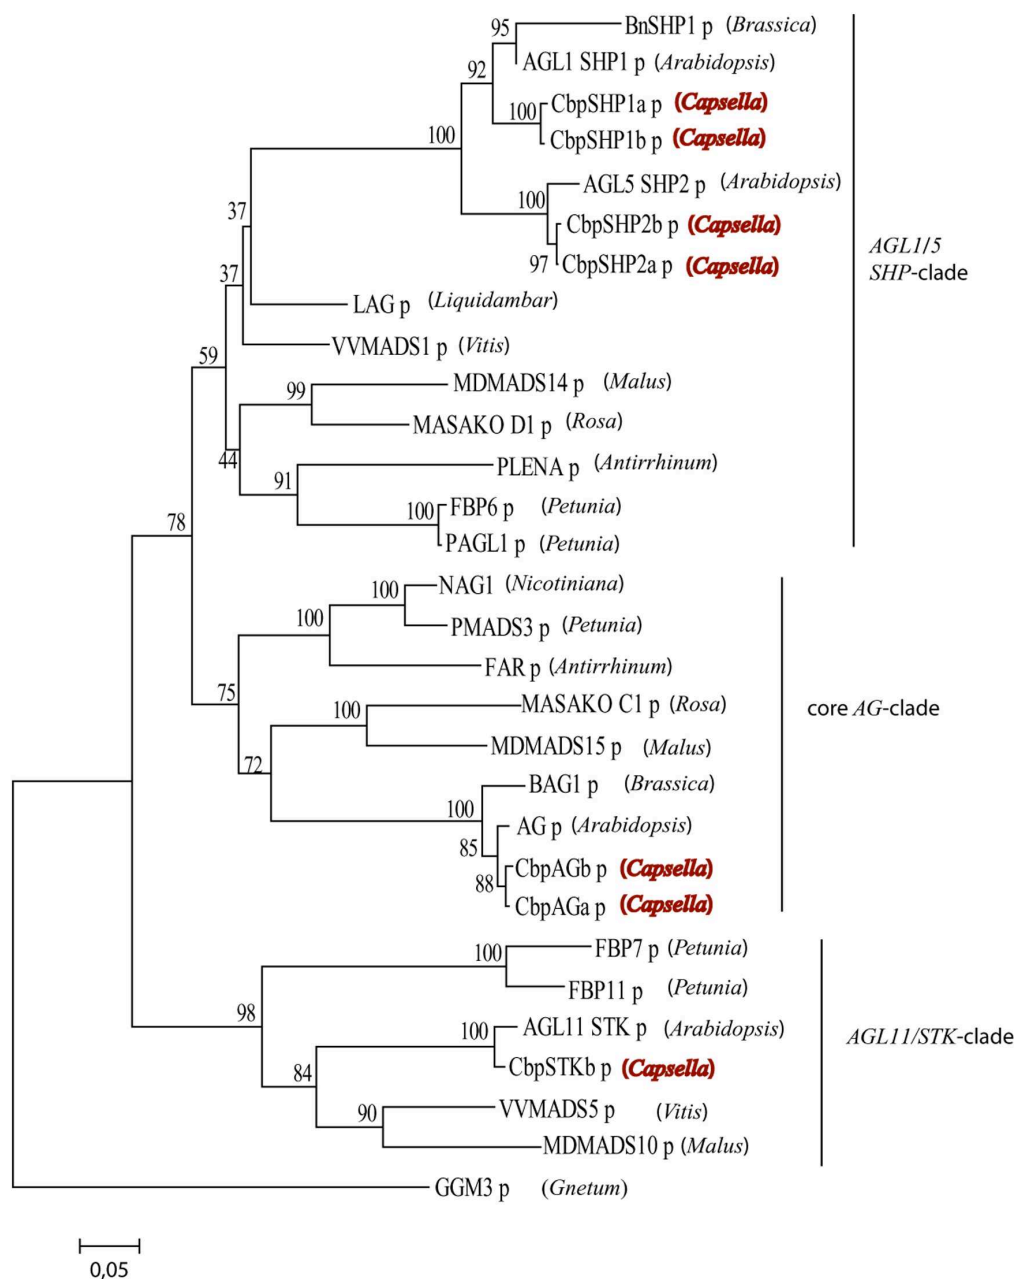 95
BnSHP1 p (Brassica)
AGL1 SHP1 p (Arabidopsis)
92
CbpSHP1a p (Capsella)
100
CbpSHP1b p (Capsella)
100
AGL5 SHP2 p (Arabidopsis)
100
CbpSHP2b p (Capsella)
97
CbpSHP2a p (Capsella)
AGL1/5
SHP-clade
37
37
LAG p (Liquidambar)
VVMADS1 p (Vitis)
59
MDMADS14 p (Malus)
99
MASAKO D1 p (Rosa)
44
PLENA p (Antirrhinum)
91
FBP6 p (Petunia)
100
PAGL1 p (Petunia)
78
NAG1 (Nicotiniana)
100
PMADS3 p (Petunia)
100
FAR p (Antirrhinum)
75
MASAKO C1 p (Rosa)
100
MDMADS15 p (Malus)
core AG-clade
72
BAG1 p (Brassica)
100
AG p (Arabidopsis)
85
CbpAGb p (Capsella)
88
CbpAGa p (Capsella)
FBP7 p (Petunia)
100
FBP11 p (Petunia)
98
AGL11 STK p (Arabidopsis)
100
CbpSTKb p (Capsella)
AGL11/STK-clade
84
VVMADS5 p (Vitis)
90
MDMADS10 p (Malus)
GGM3 p (Gnetum)
0,05